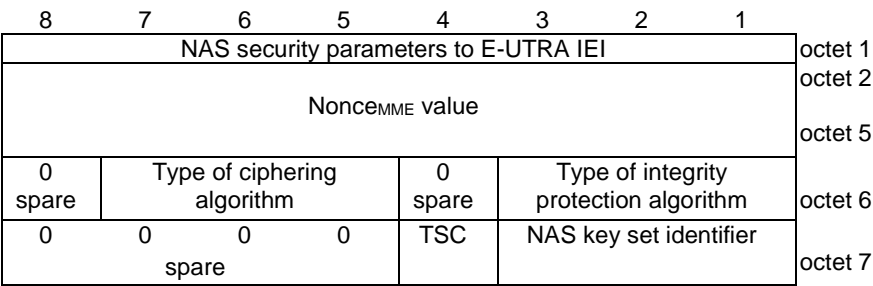 8 7 6 5 4 3 2 1
NAS security parameters to E-UTRA IEI octet 1
octet 2
NonceMME value
octet 5
0 Type of ciphering 0 Type of integrity
spare algorithm spare protection algorithm octet 6
0 0 0 0 TSC NAS key set identifier
spare octet 7